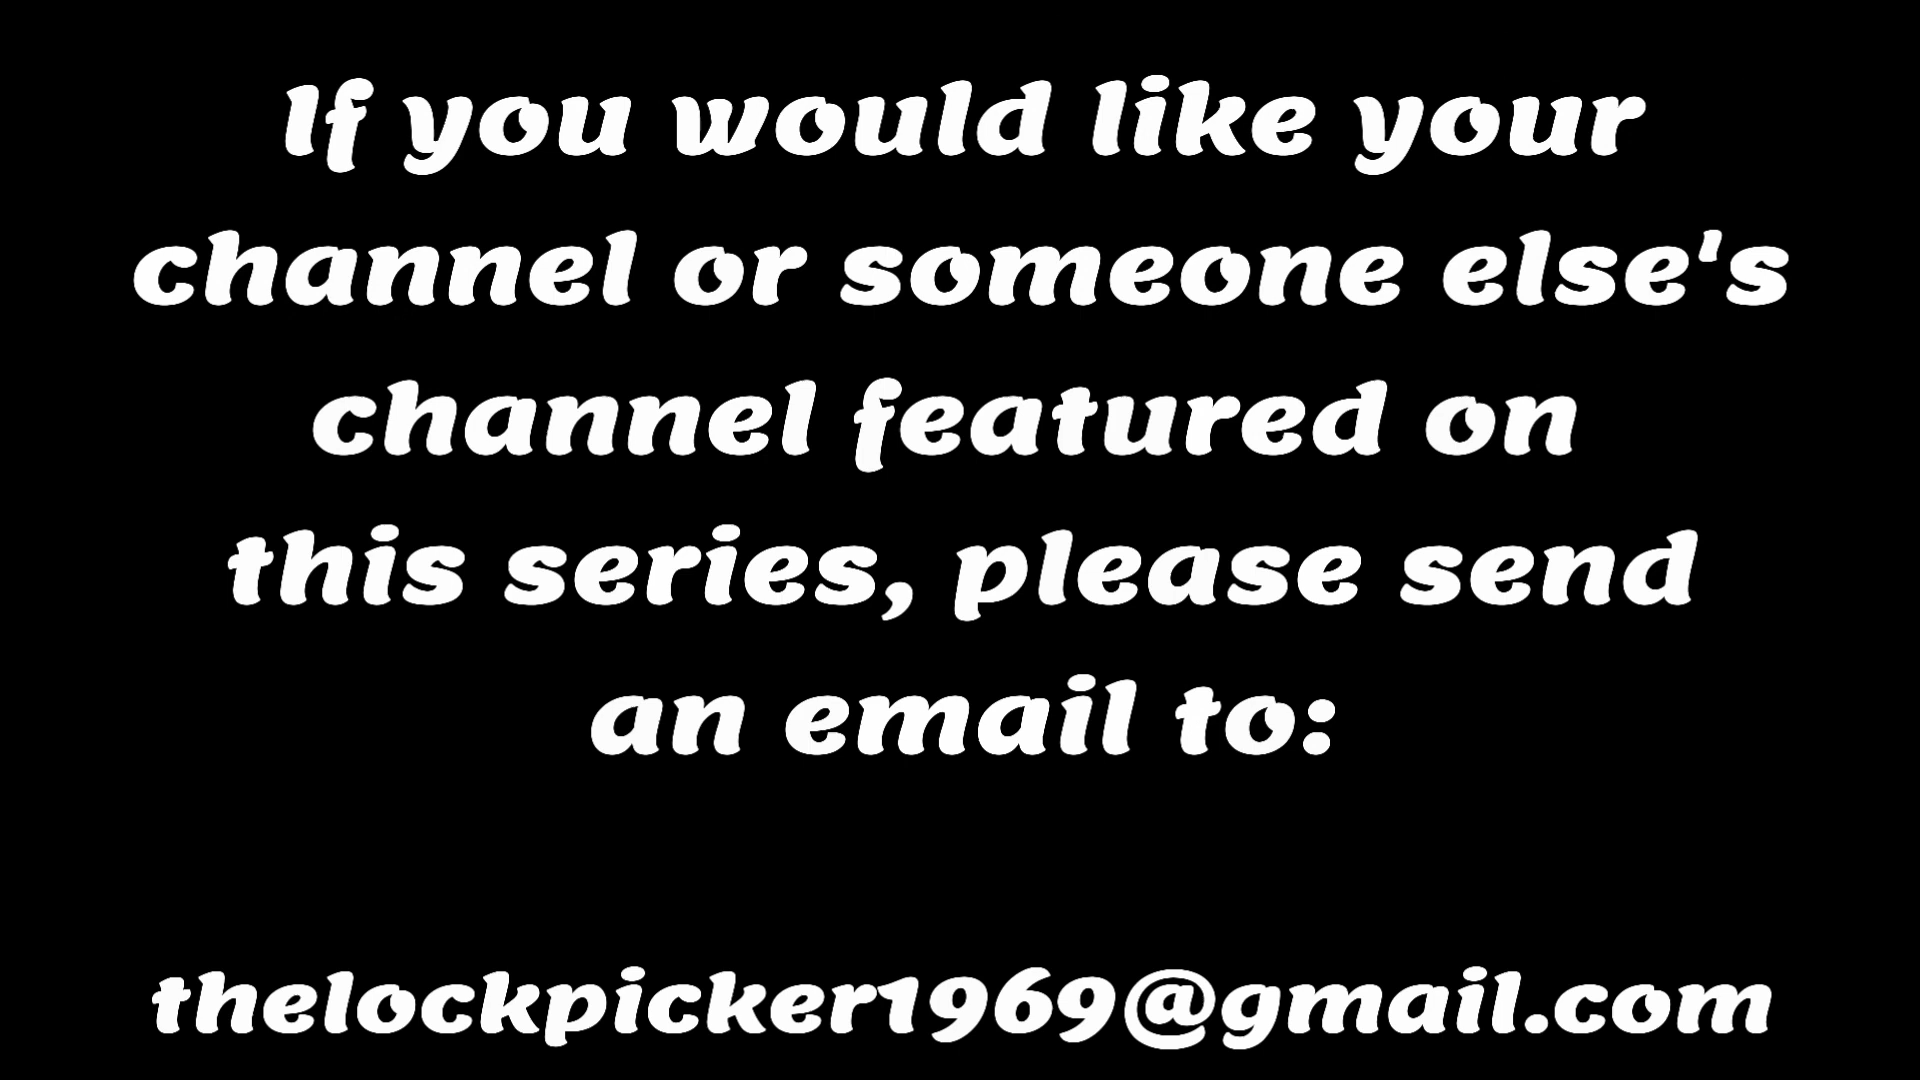 If you would like your
channel or someone else's
channel featured on
this series, please send
an email to:
thelockpicker1969@gmail.com